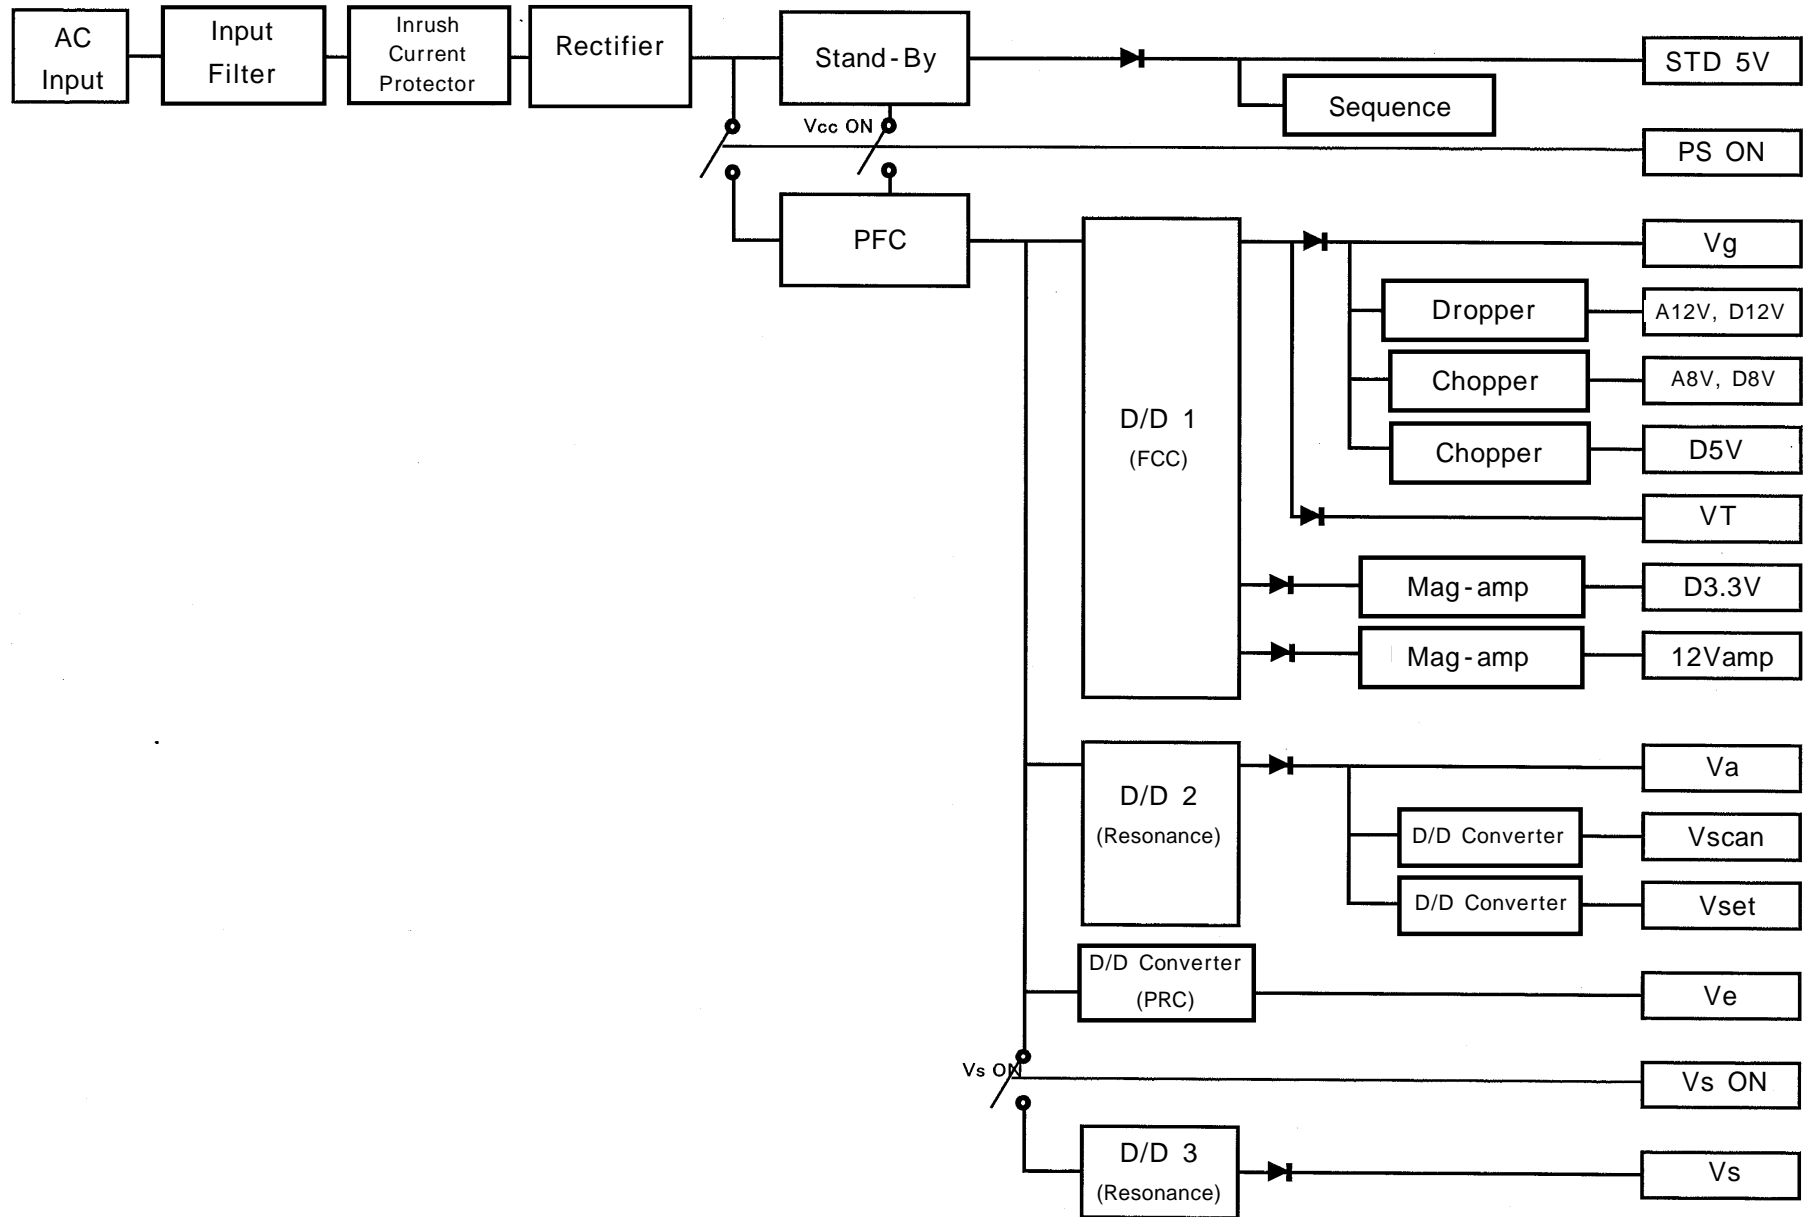 AC
Input
Input
Filter
Inrush
Current
Protector
Rectifier
Stand-By
STD 5V
Sequence
Vcc ON
PS ON
PFC
D/D 1
(FCC)
Vg
Dropper
A12V, D12V
Chopper
A8V, D8V
Chopper
D5V
VT
Mag-amp
D3.3V
Mag-amp
12Vamp
D/D 2
(Resonance)
Va
D/D Converter
Vscan
D/D Converter
Vset
D/D Converter
(PRC)
Ve
Vs ON
Vs ON
D/D 3
(Resonance)
Vs